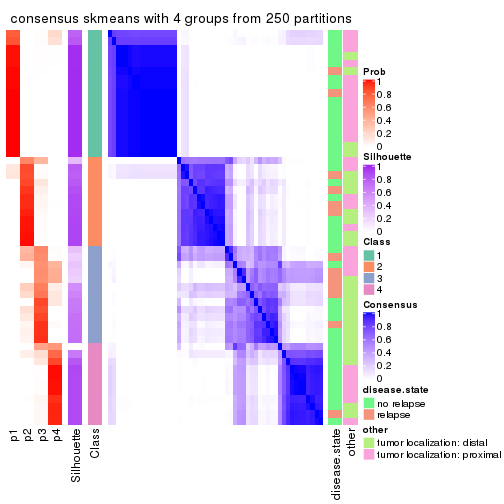 consensus skmeans with 4 groups from 250 partitions
Prob
1
0.8
0.6
0.4
0.2
0
Silhouette
1
0.8
0.6
0.4
0.2
0
Class
1
2
3
4
Consensus
1
0.8
0.6
0.4
0.2
0
disease.state
no relapse
relapse
other
tumor localization: distal
tumor localization: proximal
p1
p2
p3
p4
Silhouette
Class
disease.state
other